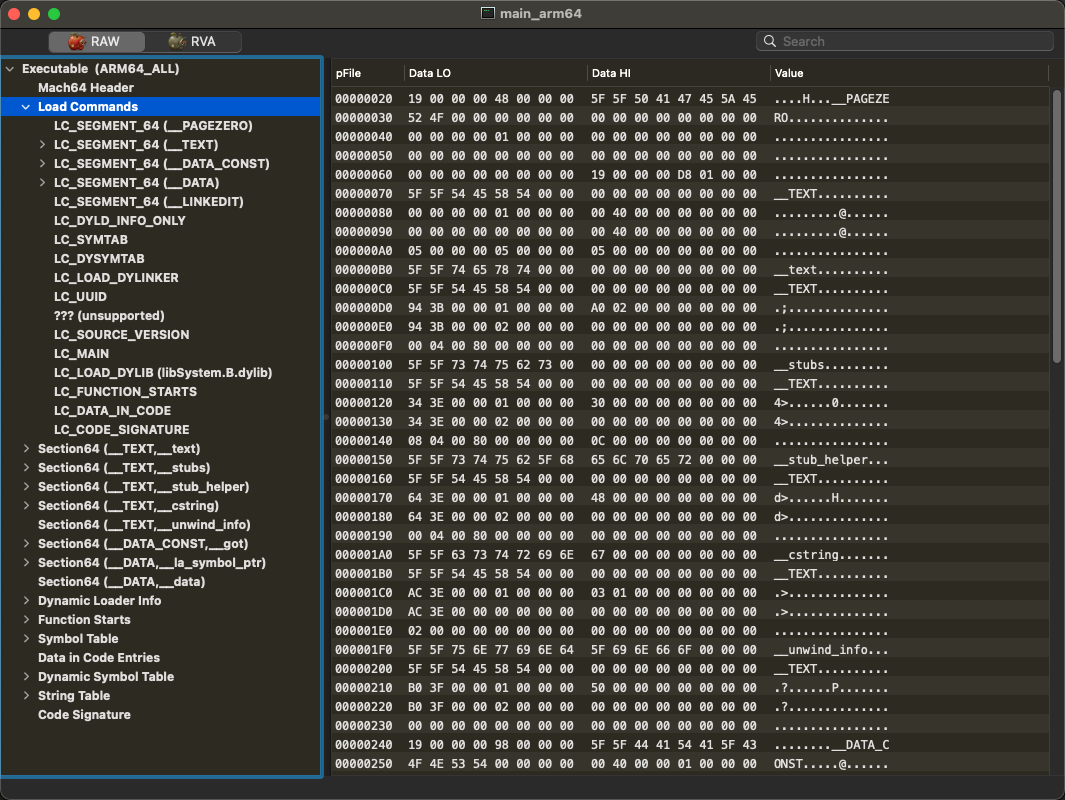 main_arm64
RAW RVA Search
Executable (ARM64_ALL)
Mach64 Header
Load Commands
LC_SEGMENT_64 (__PAGEZERO)
LC_SEGMENT_64 (__TEXT)
LC_SEGMENT_64 (__DATA_CONST)
LC_SEGMENT_64 (__DATA)
LC_SEGMENT_64 (__LINKEDIT)
LC_DYLD_INFO_ONLY
LC_SYMTAB
LC_DYSYMTAB
LC_LOAD_DYLINKER
LC_UUID
??? (unsupported)
LC_SOURCE_VERSION
LC_MAIN
LC_LOAD_DYLIB (libSystem.B.dylib)
LC_FUNCTION_STARTS
LC_DATA_IN_CODE
LC_CODE_SIGNATURE
Section64 (__TEXT,__text)
Section64 (__TEXT,__stubs)
Section64 (__TEXT,__stub_helper)
Section64 (__TEXT,__cstring)
Section64 (__TEXT,__unwind_info)
Section64 (__DATA_CONST,__got)
Section64 (__DATA,__la_symbol_ptr)
Section64 (__DATA,__data)
Dynamic Loader Info
Function Starts
Symbol Table
Data in Code Entries
Dynamic Symbol Table
String Table
Code Signature
pFile Data LO Data HI Value
00000020 19 00 00 00 48 00 00 00 5F 5F 50 41 47 45 5A 45 ....H...__PAGEZE
00000030 52 4F 00 00 00 00 00 00 00 00 00 00 00 00 00 00 RO..............
00000040 00 00 00 00 01 00 00 00 00 00 00 00 00 00 00 00 ................
00000050 00 00 00 00 00 00 00 00 00 00 00 00 00 00 00 00 ................
00000060 00 00 00 00 00 00 00 00 19 00 00 00 D8 01 00 00 ................
00000070 5F 5F 54 45 58 54 00 00 00 00 00 00 00 00 00 00 __TEXT..........
00000080 00 00 00 00 01 00 00 00 00 40 00 00 00 00 00 00 .........@......
00000090 00 00 00 00 00 00 00 00 00 40 00 00 00 00 00 00 .........@......
000000A0 05 00 00 00 05 00 00 00 05 00 00 00 00 00 00 00 ................
000000B0 5F 5F 74 65 78 74 00 00 00 00 00 00 00 00 00 00 __text..........
000000C0 5F 5F 54 45 58 54 00 00 00 00 00 00 00 00 00 00 __TEXT..........
000000D0 94 3B 00 00 01 00 00 00 A0 02 00 00 00 00 00 00 .;..............
000000E0 94 3B 00 00 02 00 00 00 00 00 00 00 00 00 00 00 .;..............
000000F0 00 04 00 80 00 00 00 00 00 00 00 00 00 00 00 00 ................
00000100 5F 5F 73 74 75 62 73 00 00 00 00 00 00 00 00 00 __stubs.........
00000110 5F 5F 54 45 58 54 00 00 00 00 00 00 00 00 00 00 __TEXT..........
00000120 34 3E 00 00 01 00 00 00 30 00 00 00 00 00 00 00 4>......0.......
00000130 34 3E 00 00 02 00 00 00 00 00 00 00 00 00 00 00 4>..............
00000140 08 04 00 80 00 00 00 00 0C 00 00 00 00 00 00 00 ................
00000150 5F 5F 73 74 75 62 5F 68 65 6C 70 65 72 00 00 00 __stub_helper...
00000160 5F 5F 54 45 58 54 00 00 00 00 00 00 00 00 00 00 __TEXT..........
00000170 64 3E 00 00 01 00 00 00 48 00 00 00 00 00 00 00 d>......H.......
00000180 64 3E 00 00 02 00 00 00 00 00 00 00 00 00 00 00 d>..............
00000190 00 04 00 80 00 00 00 00 00 00 00 00 00 00 00 00 ................
000001A0 5F 5F 63 73 74 72 69 6E 67 00 00 00 00 00 00 00 __cstring.......
000001B0 5F 5F 54 45 58 54 00 00 00 00 00 00 00 00 00 00 __TEXT..........
000001C0 AC 3E 00 00 01 00 00 00 03 01 00 00 00 00 00 00 .>..............
000001D0 AC 3E 00 00 00 00 00 00 00 00 00 00 00 00 00 00 .>..............
000001E0 02 00 00 00 00 00 00 00 00 00 00 00 00 00 00 00 ................
000001F0 5F 5F 75 6E 77 69 6E 64 5F 69 6E 66 6F 00 00 00 __unwind_info...
00000200 5F 5F 54 45 58 54 00 00 00 00 00 00 00 00 00 00 __TEXT..........
00000210 B0 3F 00 00 01 00 00 00 50 00 00 00 00 00 00 00 .?......P.......
00000220 B0 3F 00 00 02 00 00 00 00 00 00 00 00 00 00 00 .?..............
00000230 00 00 00 00 00 00 00 00 00 00 00 00 00 00 00 00 ................
00000240 19 00 00 00 98 00 00 00 5F 5F 44 41 54 41 5F 43 ........__DATA_C
00000250 4F 4E 53 54 00 00 00 00 00 40 00 00 01 00 00 00 ONST.....@......